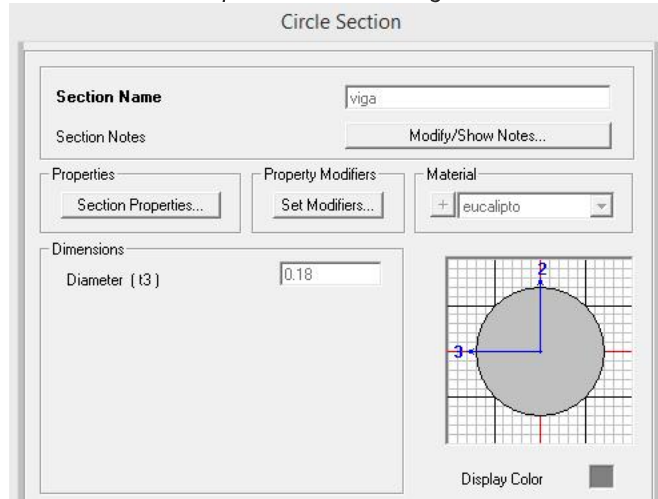 Circle Section
Section Name
viga
Section Notes
Modify/Show Notes...
Properties
Property Modifiers
Material
Section Properties...
Set Modifiers...
+
eucalipto
Dimensions
Diameter ( t3 )
0.18
2
3
Display Color